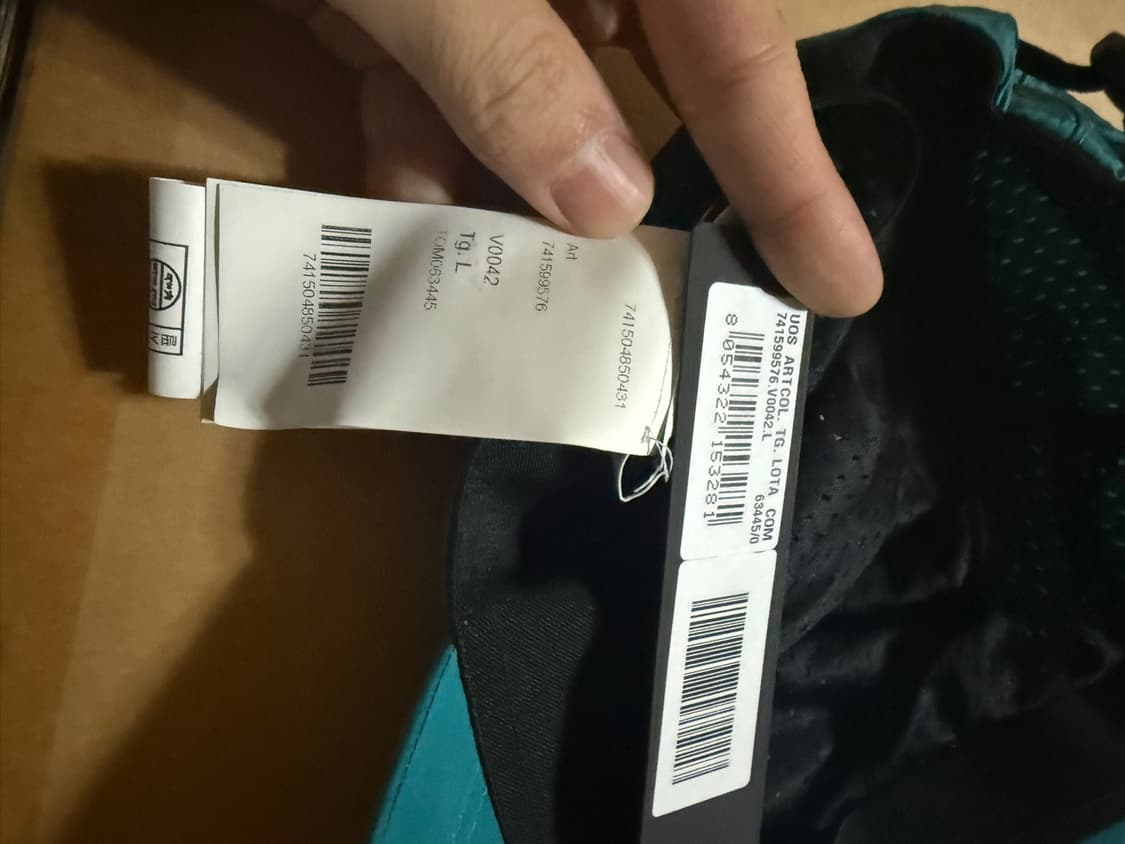 741504850431
Art
741599576
V0042
Tg. L
TOM063445
741504850431
UOS ARTCOL. TG. LOTA COM
741599576.V0042.L
63445/0
8 054322 153281